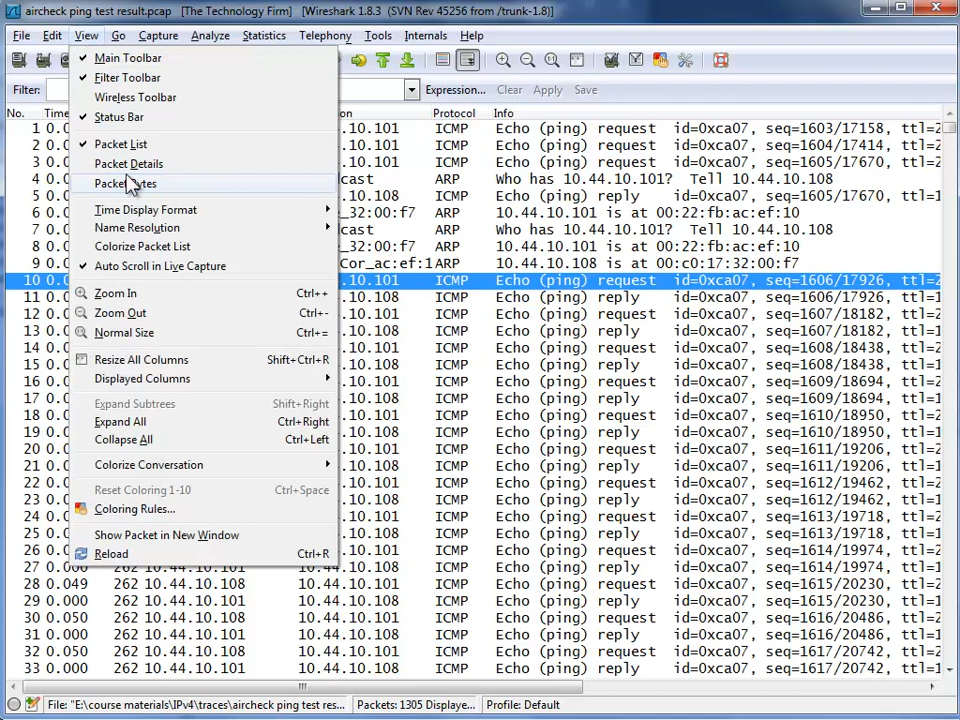 aircheck ping test result.pcap [The Technology Firm] [Wireshark 1.8.3 (SVN Rev 45256 from /trunk-1.8)]
File Edit View Go Capture Analyze Statistics Telephony Tools Internals Help
Filter: Expression... Clear Apply Save
No. Time Protocol Info
Main Toolbar
Filter Toolbar
Wireless Toolbar
Status Bar
Packet List
Packet Details
Packet Bytes
Time Display Format
Name Resolution
Colorize Packet List
Auto Scroll in Live Capture
Zoom In Ctrl++
Zoom Out Ctrl+-
Normal Size Ctrl+=
Resize All Columns Shift+Ctrl+R
Displayed Columns
Expand Subtrees Shift+Right
Expand All Ctrl+Right
Collapse All Ctrl+Left
Colorize Conversation
Reset Coloring 1-10 Ctrl+Space
Coloring Rules...
Show Packet in New Window
Reload Ctrl+R
1 0.0 .10.101 ICMP Echo (ping) request id=0xca07, seq=1603/17158, ttl=2
2 0.0 .10.101 ICMP Echo (ping) request id=0xca07, seq=1604/17414, ttl=2
3 0.0 .10.101 ICMP Echo (ping) request id=0xca07, seq=1605/17670, ttl=2
4 0.0 dcast ARP Who has 10.44.10.101? Tell 10.44.10.108
5 0.0 .10.101 ICMP Echo (ping) request id=0xca07, seq=1605/17670, ttl=2
6 0.0 _32:00:f7 ARP 10.44.10.101 is at 00:22:fb:ac:ef:10
7 0.0 dcast ARP Who has 10.44.10.101? Tell 10.44.10.108
8 0.0 _32:00:f7 ARP 10.44.10.101 is at 00:22:fb:ac:ef:10
9 0.0 Cor_ac:ef:1 ARP 10.44.10.108 is at 00:c0:17:32:00:f7
10 0.0 .10.101 ICMP Echo (ping) request id=0xca07, seq=1606/17926, ttl=2
11 0.0 .10.108 ICMP Echo (ping) reply id=0xca07, seq=1606/17926, ttl=1
12 0.0 .10.101 ICMP Echo (ping) request id=0xca07, seq=1607/18182, ttl=2
13 0.0 .10.108 ICMP Echo (ping) reply id=0xca07, seq=1607/18182, ttl=1
14 0.0 .10.101 ICMP Echo (ping) request id=0xca07, seq=1608/18438, ttl=2
15 0.0 .10.108 ICMP Echo (ping) reply id=0xca07, seq=1608/18438, ttl=1
16 0.0 .10.101 ICMP Echo (ping) request id=0xca07, seq=1609/18694, ttl=2
17 0.0 .10.108 ICMP Echo (ping) reply id=0xca07, seq=1609/18694, ttl=1
18 0.0 .10.101 ICMP Echo (ping) request id=0xca07, seq=1610/18950, ttl=2
19 0.0 .10.108 ICMP Echo (ping) reply id=0xca07, seq=1610/18950, ttl=1
20 0.0 .10.101 ICMP Echo (ping) request id=0xca07, seq=1611/19206, ttl=2
21 0.0 .10.108 ICMP Echo (ping) reply id=0xca07, seq=1611/19206, ttl=1
22 0.0 .10.101 ICMP Echo (ping) request id=0xca07, seq=1612/19462, ttl=2
23 0.0 .10.108 ICMP Echo (ping) reply id=0xca07, seq=1612/19462, ttl=1
24 0.0 .10.101 ICMP Echo (ping) request id=0xca07, seq=1613/19718, ttl=2
25 0.0 .10.108 ICMP Echo (ping) reply id=0xca07, seq=1613/19718, ttl=1
26 0.0 .10.101 ICMP Echo (ping) request id=0xca07, seq=1614/19974, ttl=2
27 0.000 262 10.44.10.101 10.44.10.108 ICMP Echo (ping) reply id=0xca07, seq=1614/19974, ttl=1
28 0.049 262 10.44.10.108 10.44.10.101 ICMP Echo (ping) request id=0xca07, seq=1615/20230, ttl=2
29 0.000 262 10.44.10.101 10.44.10.108 ICMP Echo (ping) reply id=0xca07, seq=1615/20230, ttl=1
30 0.050 262 10.44.10.108 10.44.10.101 ICMP Echo (ping) request id=0xca07, seq=1616/20486, ttl=2
31 0.000 262 10.44.10.101 10.44.10.108 ICMP Echo (ping) reply id=0xca07, seq=1616/20486, ttl=1
32 0.050 262 10.44.10.108 10.44.10.101 ICMP Echo (ping) request id=0xca07, seq=1617/20742, ttl=2
33 0.000 262 10.44.10.101 10.44.10.108 ICMP Echo (ping) reply id=0xca07, seq=1617/20742, ttl=1
File: "E:\course materials\IPv4\traces\aircheck ping test res... Packets: 1305 Displaye... Profile: Default